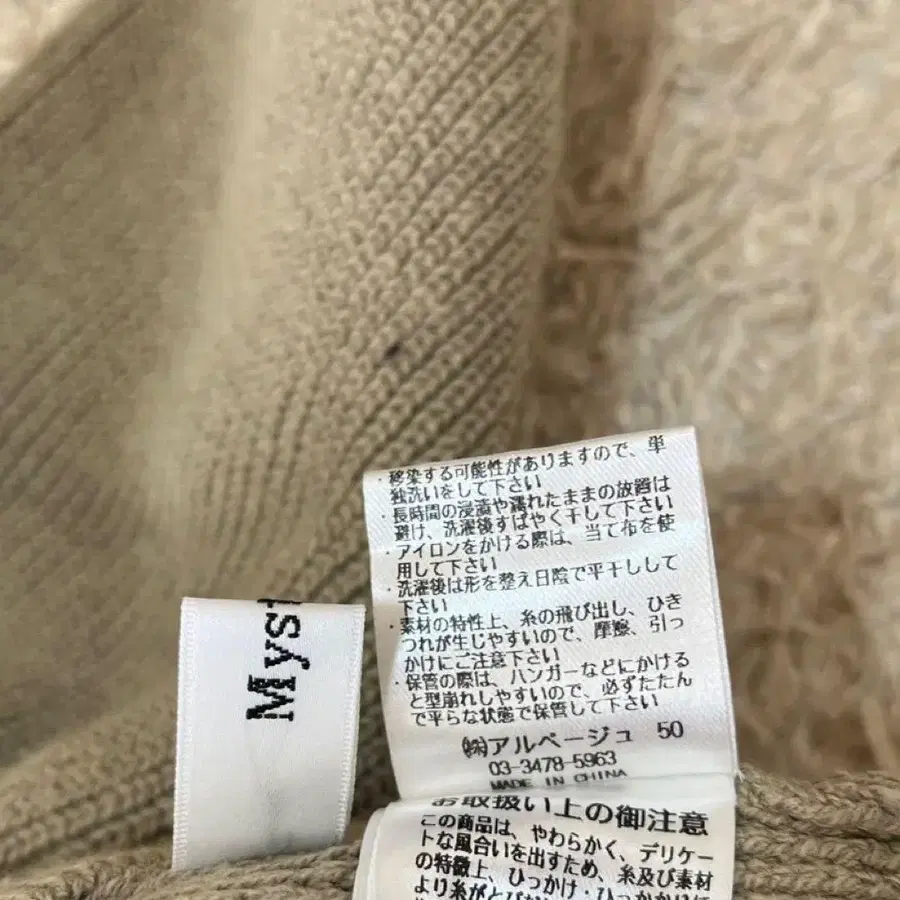 ・移染する可能性がありますので、単
独洗いをして下さい
・長時間の浸漬や濡れたままの放置は
避け、洗濯後すばやく干して下さい
・アイロンをかける際は、当て布を使
用して下さい
・洗濯後は形を整え日陰で平干しして
下さい
・素材の特性上、糸の飛び出し、ひき
つれが生じやすいので、摩擦、引っ
かけにご注意下さい
・保管の際は、ハンガーなどにかける
と型崩れしやすいので、必ずたたん
で平らな状態で保管して下さい
㈱アルページュ 50
03-3478-5963
MADE IN CHINA
Myst
お取扱い上の御注意
この商品は、やわらかく、デリケー
トな風合いを出すため、糸及び素材
の特徴上、ひっかけ・ひっかかりに
より糸がとび